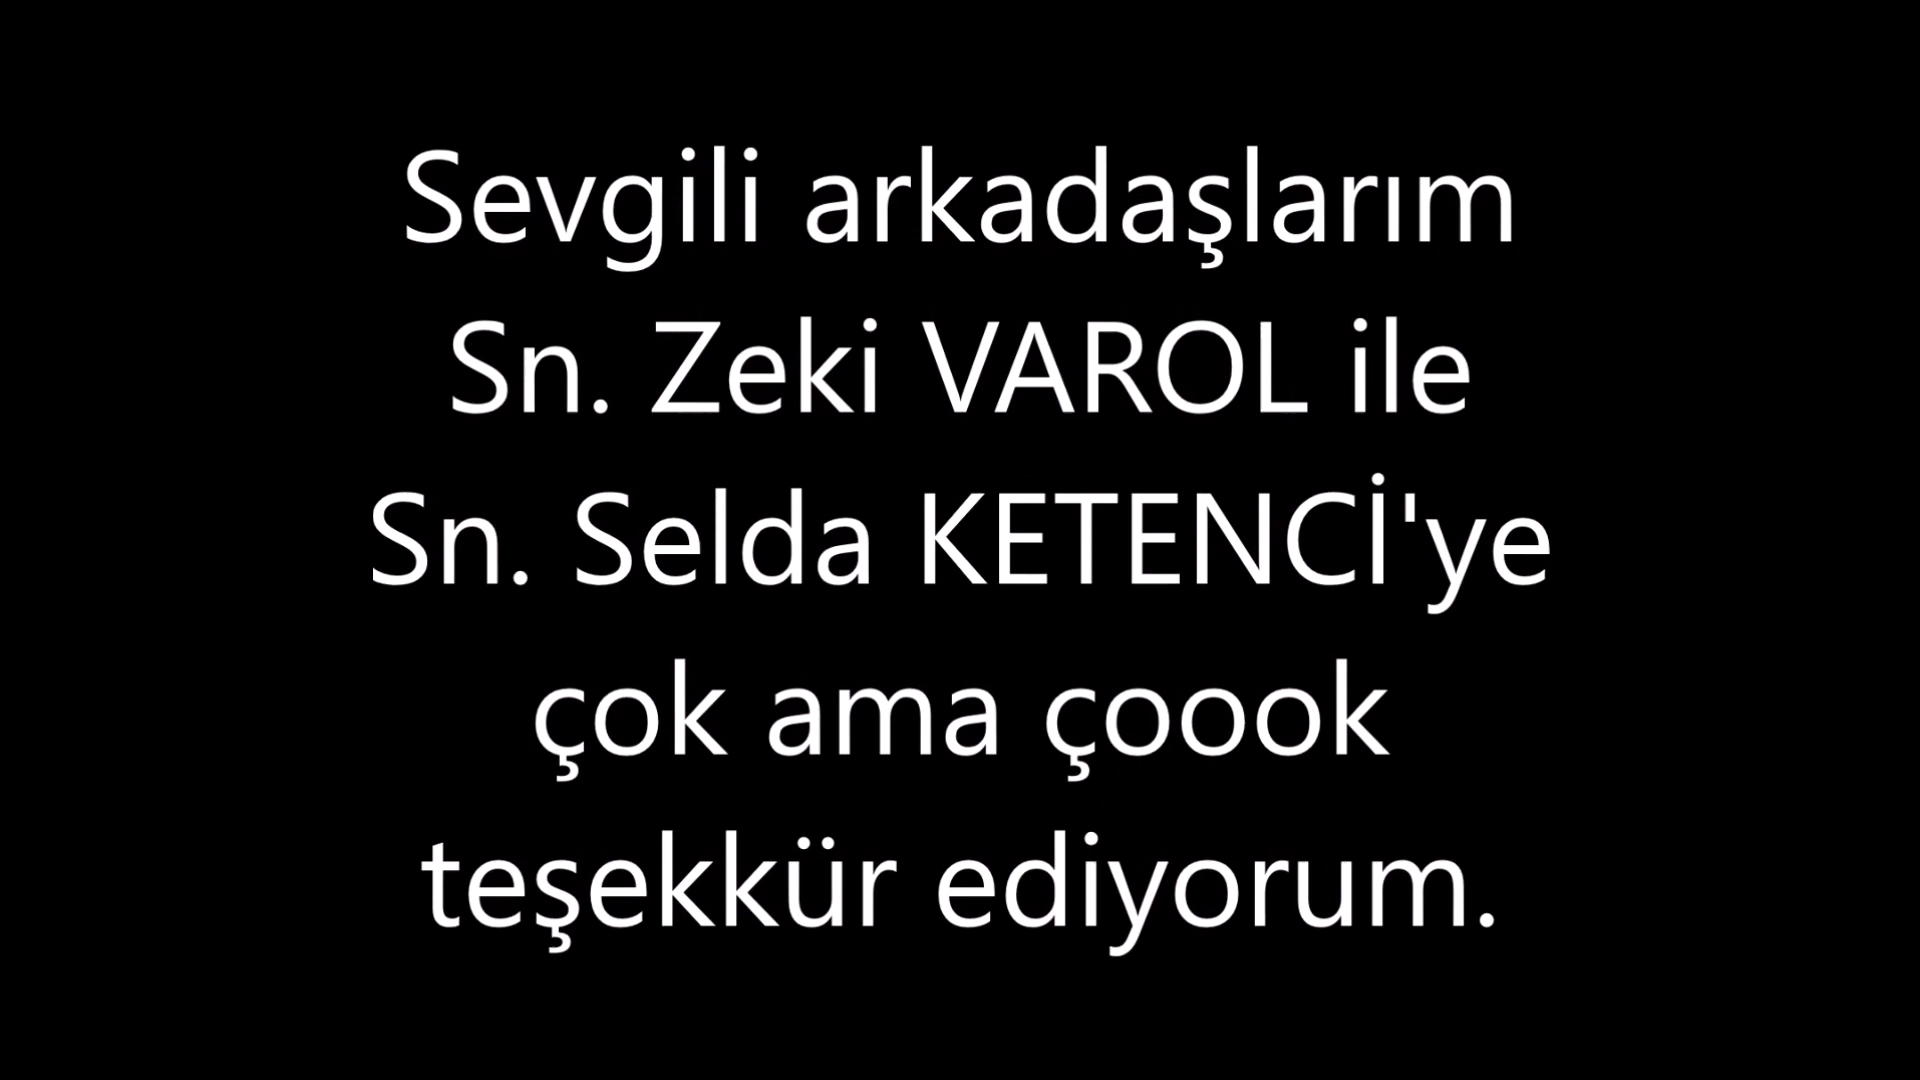 Sevgili arkadaşlarım
Sn. Zeki VAROL ile
Sn. Selda KETENCİ'ye
çok ama çoook
teşekkür ediyorum.